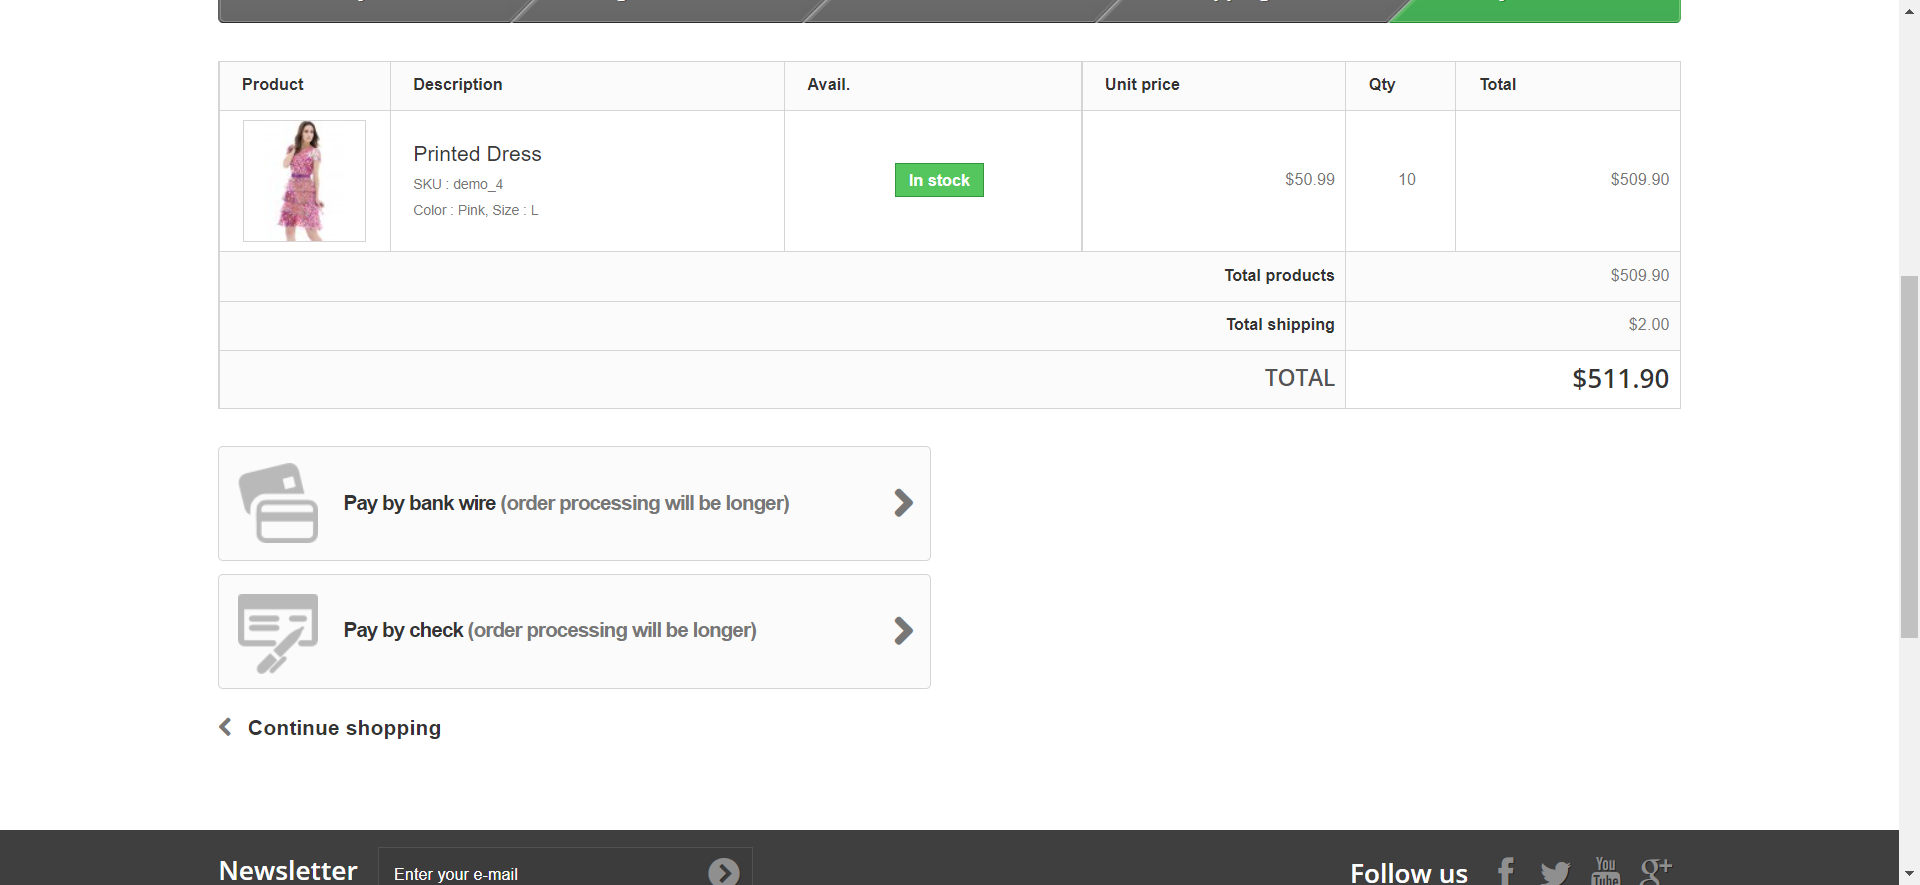 Product Description Avail. Unit price Qty Total
Printed Dress
SKU : demo_4
Color : Pink, Size : L
In stock
$50.99 10 $509.90
Total products $509.90
Total shipping $2.00
TOTAL $511.90
Pay by bank wire (order processing will be longer)
Pay by check (order processing will be longer)
Continue shopping
Newsletter Enter your e-mail
Follow us
You
Tube
g+